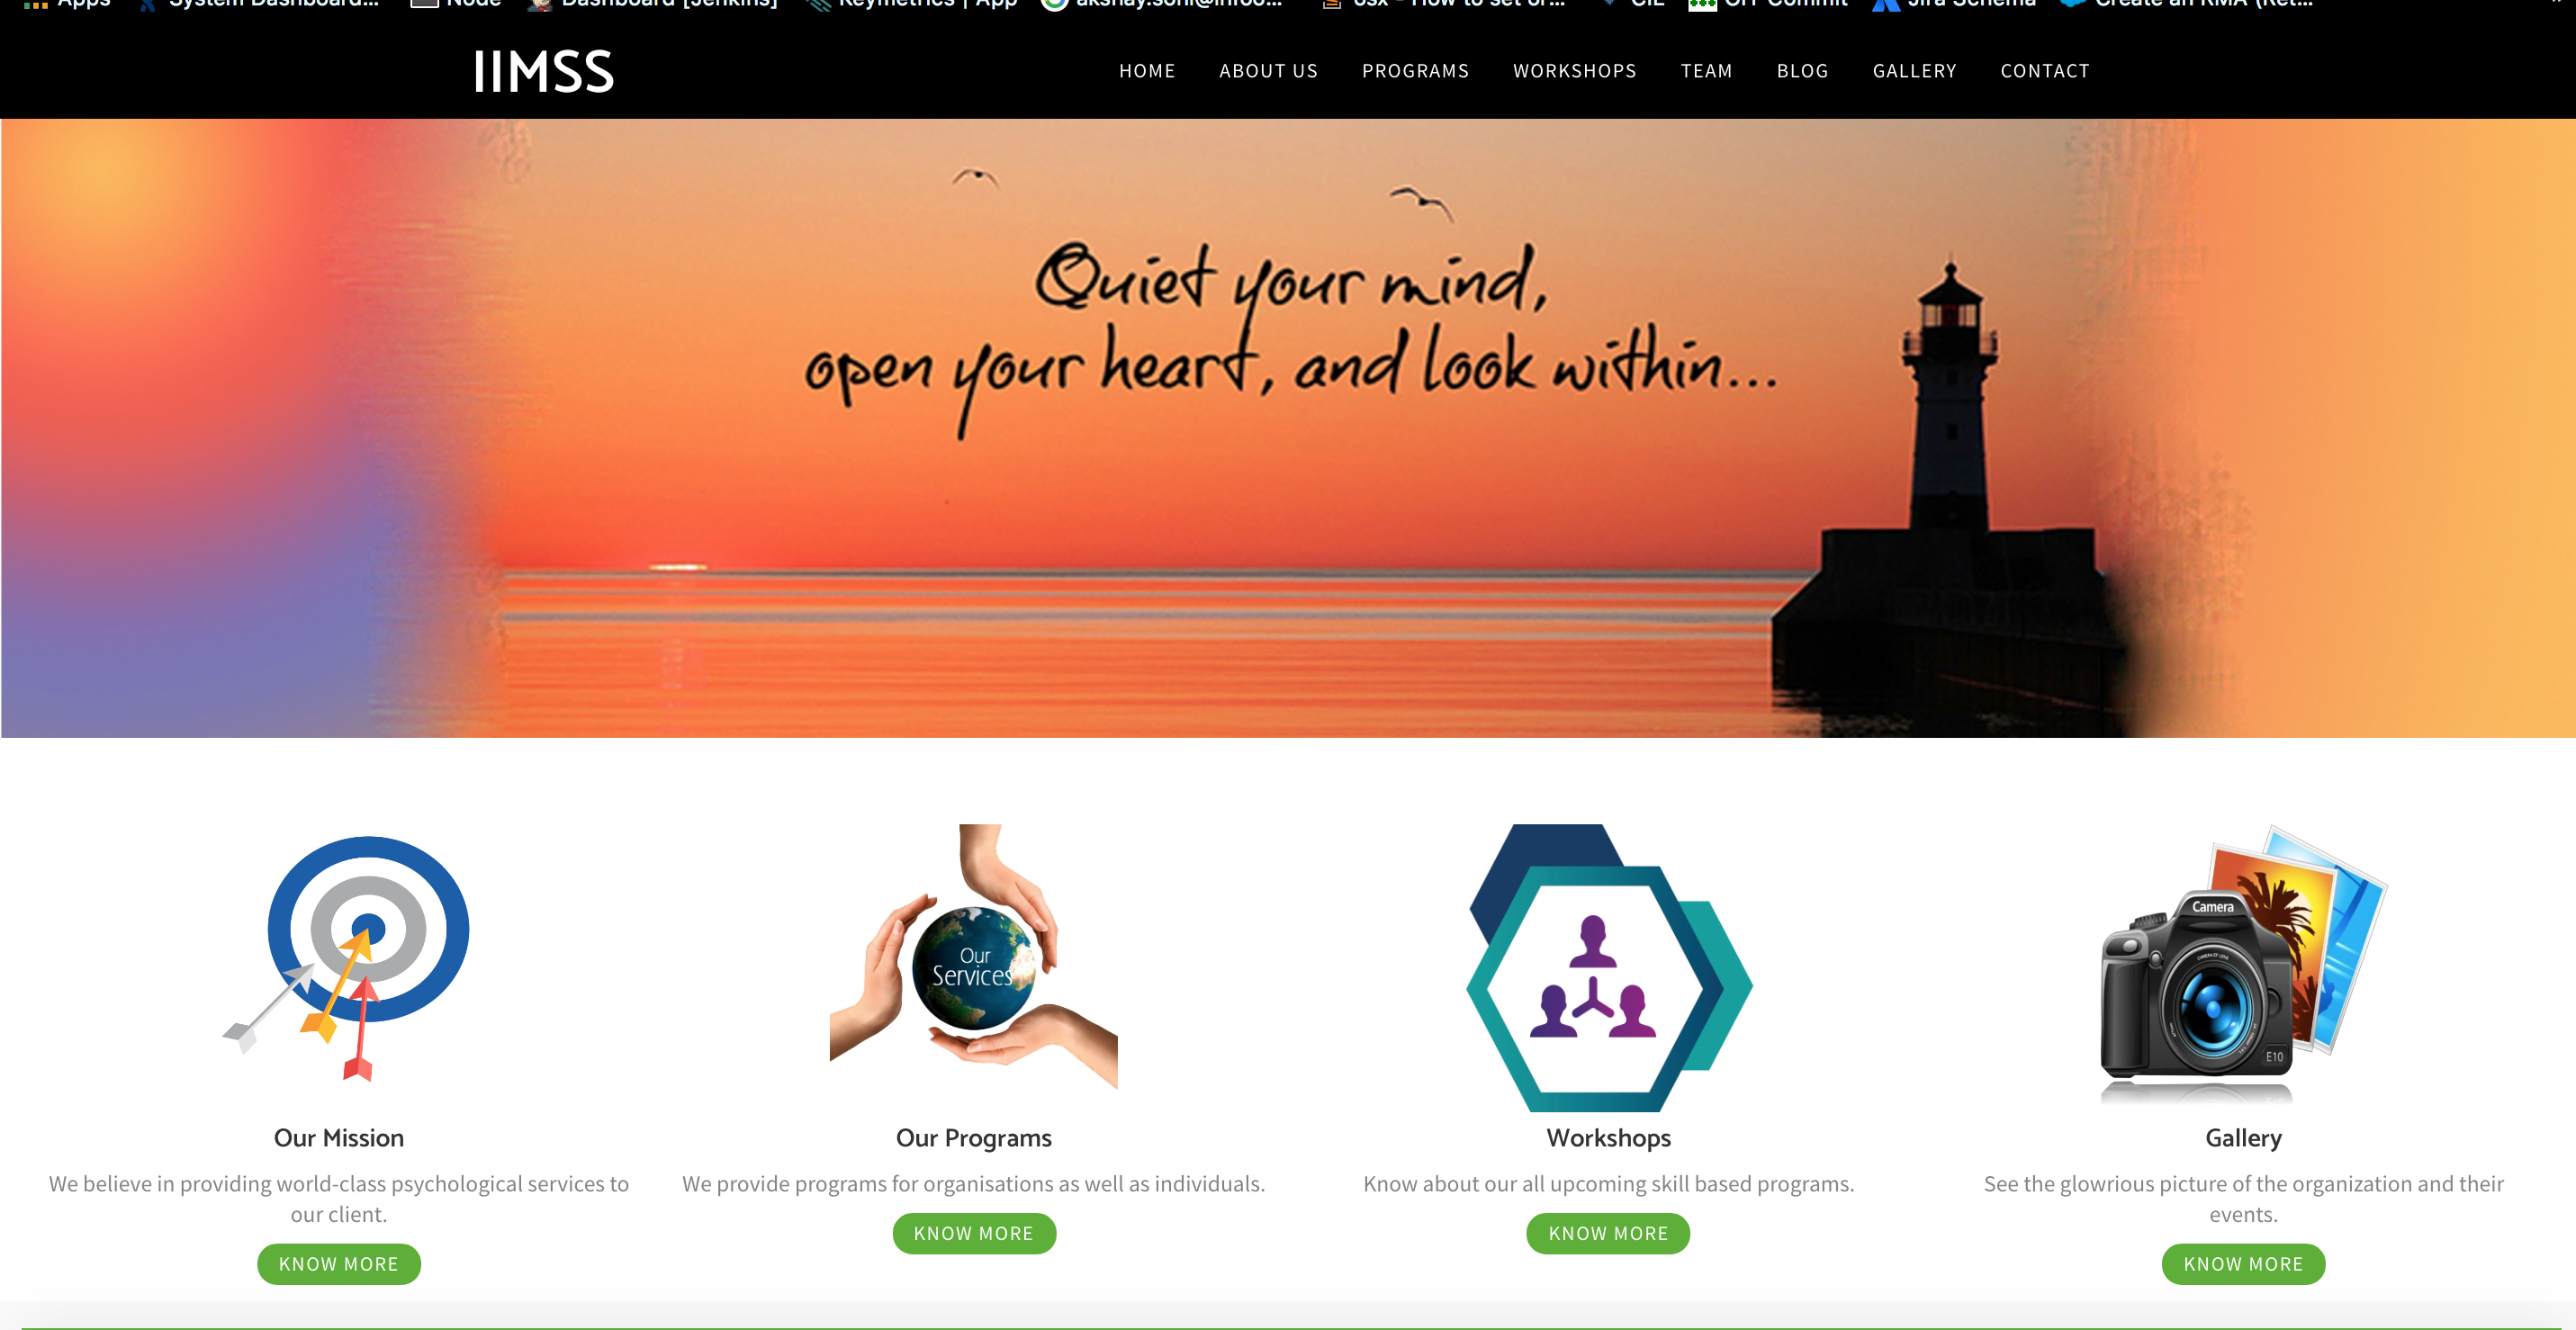 Apps System Dashboard... Node Dashboard [Jenkins] Keymetrics | App akshay.soni@infoo... osx - How to set or... CIL Off Commit Jira Schema Create an RMA (Ret...
IIMSS
HOME ABOUT US PROGRAMS WORKSHOPS TEAM BLOG GALLERY CONTACT
Quiet your mind,
open your heart, and look within...
Our
Services
Camera
E10
Our Mission Our Programs Workshops Gallery
We believe in providing world-class psychological services to We provide programs for organisations as well as individuals. Know about our all upcoming skill based programs. See the glowrious picture of the organization and their
our client. events.
KNOW MORE KNOW MORE KNOW MORE KNOW MORE